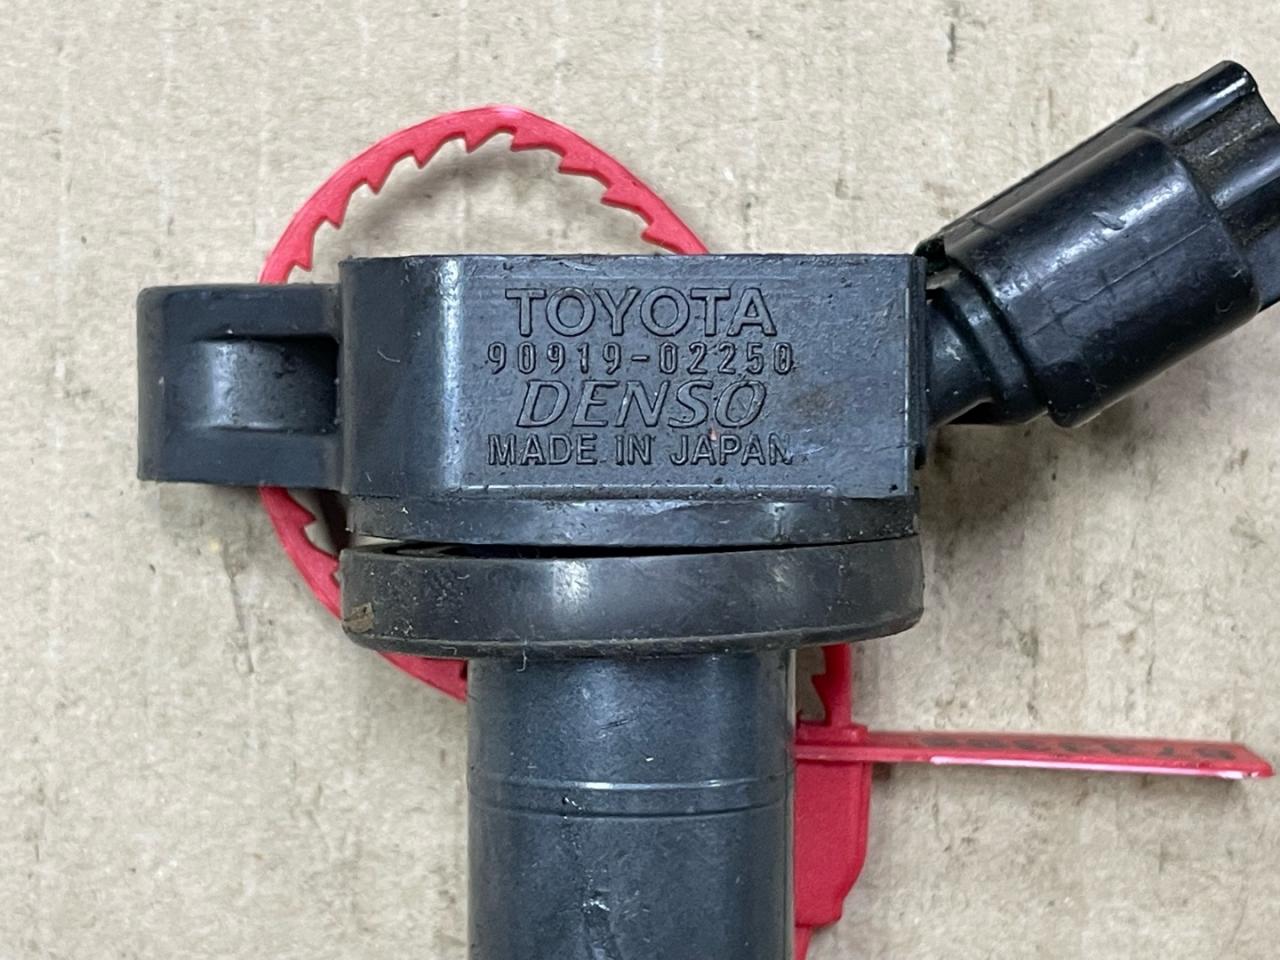 TOYOTA
90919-02250
DENSO
MADE IN JAPAN